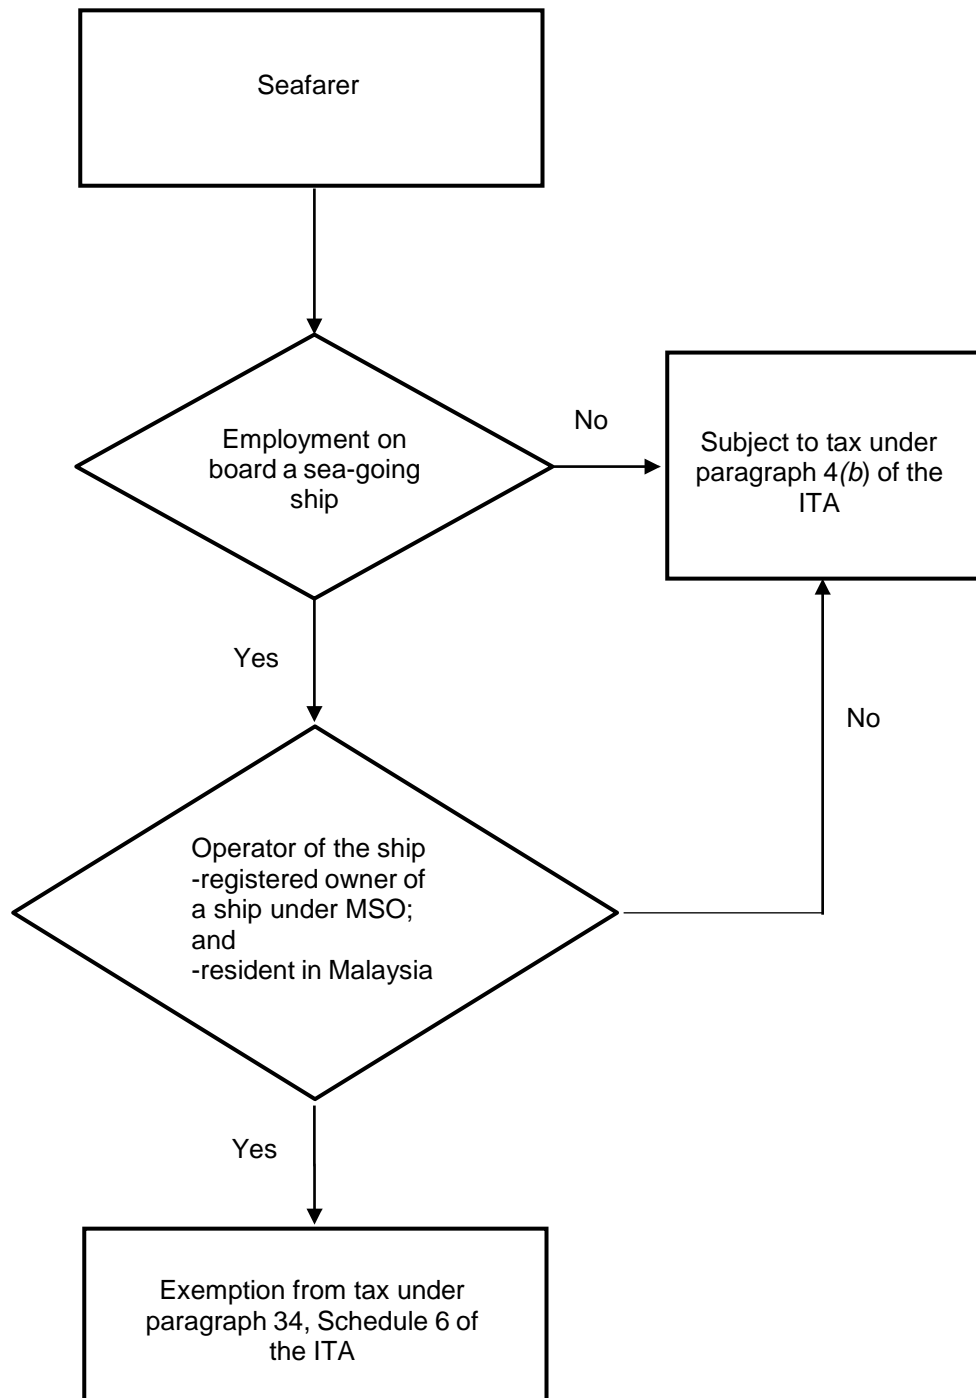 Seafarer
Employment on
board a sea-going
ship
No
Subject to tax under
paragraph 4(b) of the
ITA
Yes
No
Operator of the ship
-registered owner of
a ship under MSO;
and
-resident in Malaysia
Yes
Exemption from tax under
paragraph 34, Schedule 6 of
the ITA